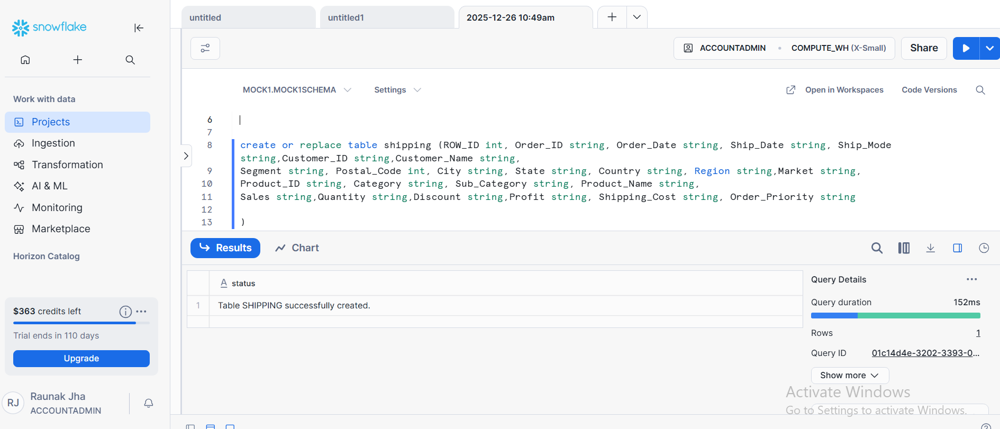 snowflake
untitled
untitled1
2025-12-26 10:49am
ACCOUNTADMIN
COMPUTE_WH (X-Small)
Share
Work with data
Projects
Ingestion
Transformation
AI & ML
Monitoring
Marketplace
Horizon Catalog
$363 credits left
Trial ends in 110 days
Upgrade
RJ
Raunak Jha
ACCOUNTADMIN
MOCK1.MOCK1SCHEMA
Settings
Open in Workspaces
Code Versions
6
7
8 create or replace table shipping (ROW_ID int, Order_ID string, Order_Date string, Ship_Date string, Ship_Mode
string,Customer_ID string,Customer_Name string,
9 Segment string, Postal_Code int, City string, State string, Country string, Region string,Market string,
10 Product_ID string, Category string, Sub_Category string, Product_Name string,
11 Sales string,Quantity string,Discount string,Profit string, Shipping_Cost string, Order_Priority string
12
13 )
Results
Chart
A status
1 Table SHIPPING successfully created.
Query Details
Query duration 152ms
Rows 1
Query ID 01c14d4e-3202-3393-0...
Show more
Activate Windows
Go to Settings to activate Windows.